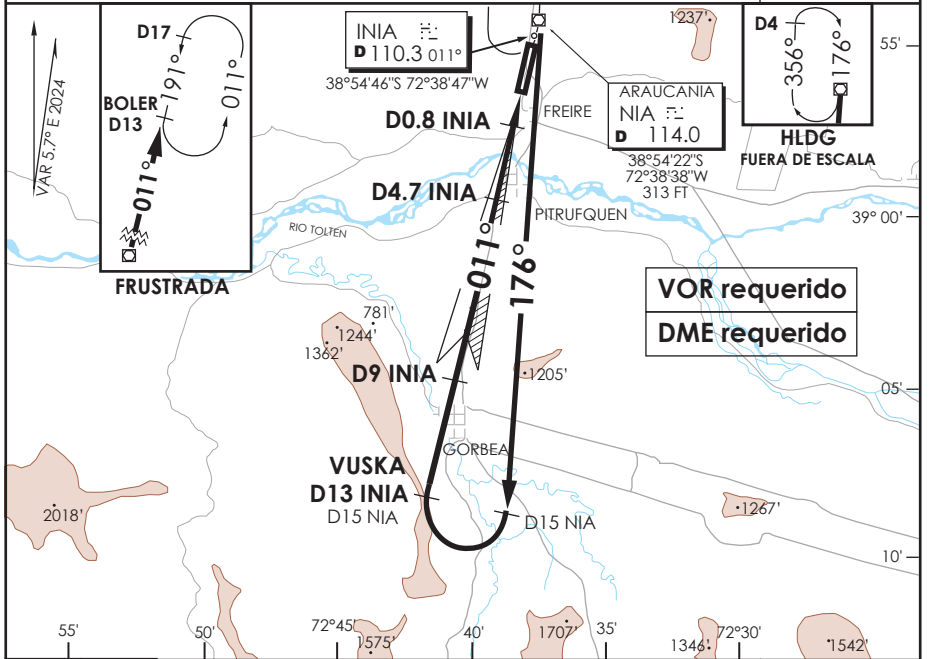 VAR 5.7° E 2024
D17
191°
011°
BOLER
D13
011°
FRUSTRADA
INIA
D 110.3 011°
38°54'46"S 72°38'47"W
D0.8 INIA
FREIRE
D4.7 INIA
PITRUFQUEN
RIO TOLTEN
ARAUCANIA
NIA
D 114.0
38°54'22"S
72°38'38"W
313 FT
1237'
D4
356°
176°
HLDG
FUERA DE ESCALA
55'
39° 00'
VOR requerido
DME requerido
011°
176°
781'
1244'
1362'
D9 INIA
1205'
05'
GORBEA
VUSKA
D13 INIA
D15 NIA
D15 NIA
2018'
1267'
10'
55'
50'
72°45'
1575'
40'
1707'
35'
1346'
72°30'
1542'